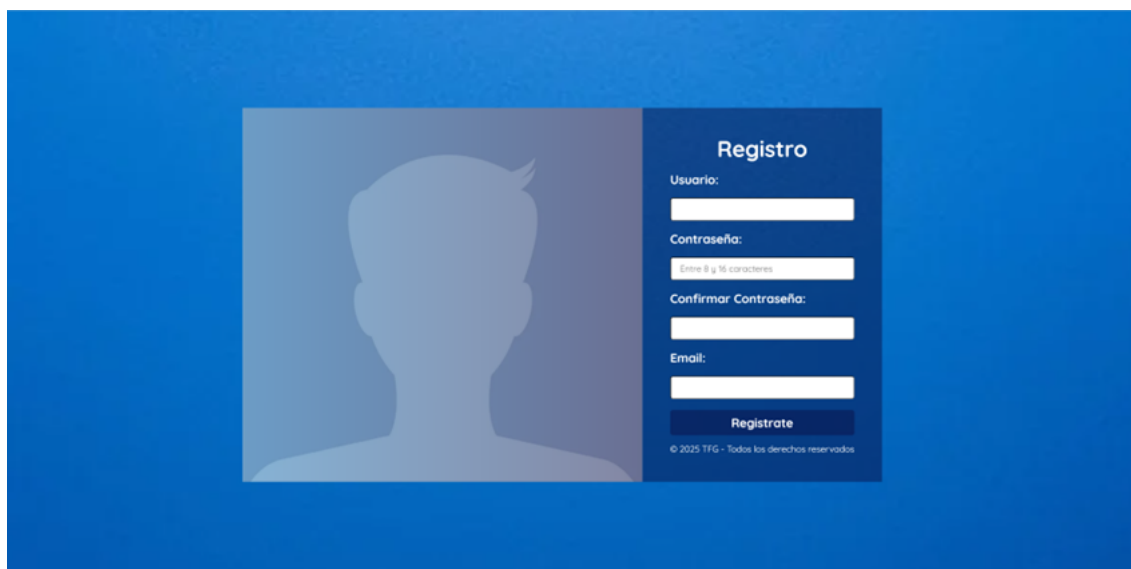 Registro
Usuario:
Contraseña:
Entre 8 y 16 caracteres
Confirmar Contraseña:
Email:
Registrate
© 2025 TFG - Todos los derechos reservados